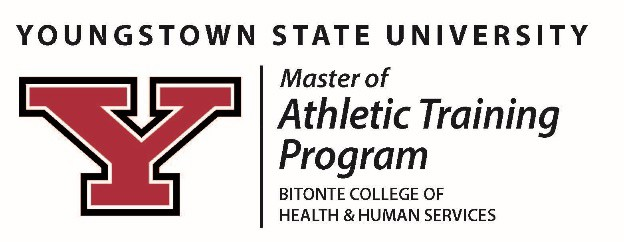 YOUNGSTOWN STATE UNIVERSITY
Y
Master of
Athletic Training
Program
BITONTE COLLEGE OF
HEALTH & HUMAN SERVICES